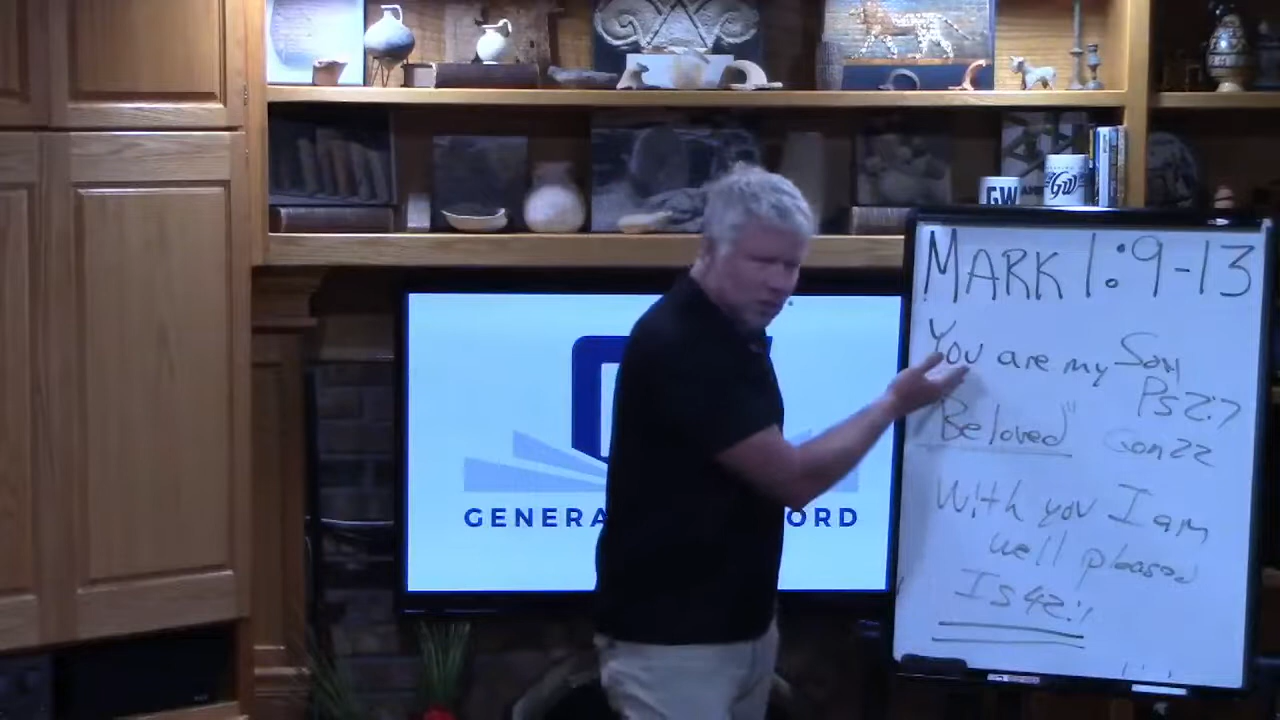 GW
GW
MARK 1:9-13
You are my Son
Ps 2:7
"Beloved"
Gen 22
With you I am
well pleased
Is 42:1
GENERA
ORD